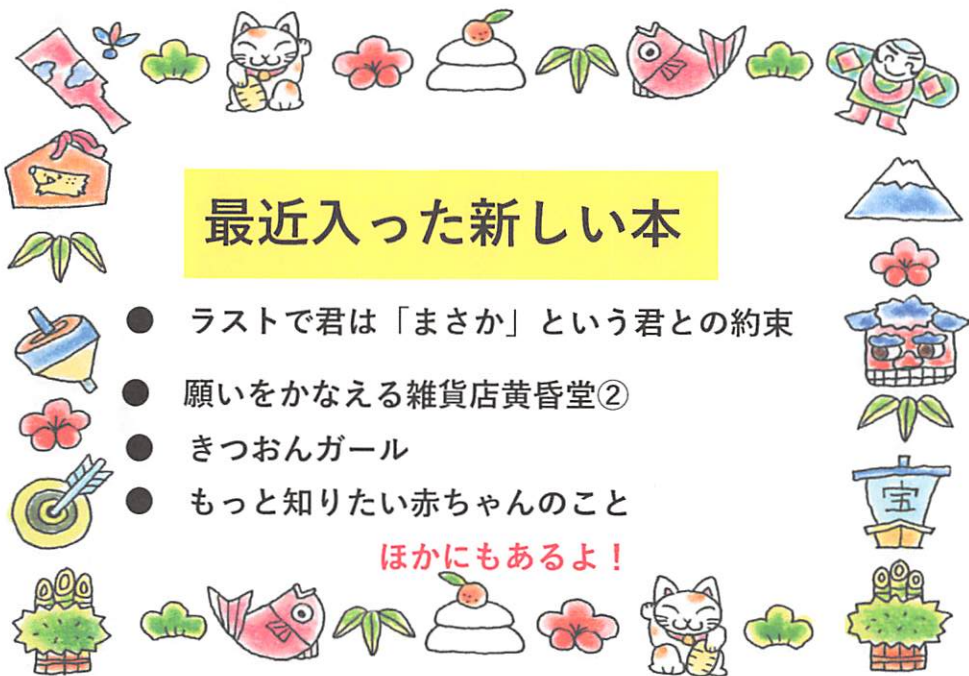 最近入った新しい本
● ラストで君は「まさか」という君との約束
● 願いをかなえる雑貨店黄昏堂②
● きつおんガール
● もっと知りたい赤ちゃんのこと
ほかにもあるよ！
宝